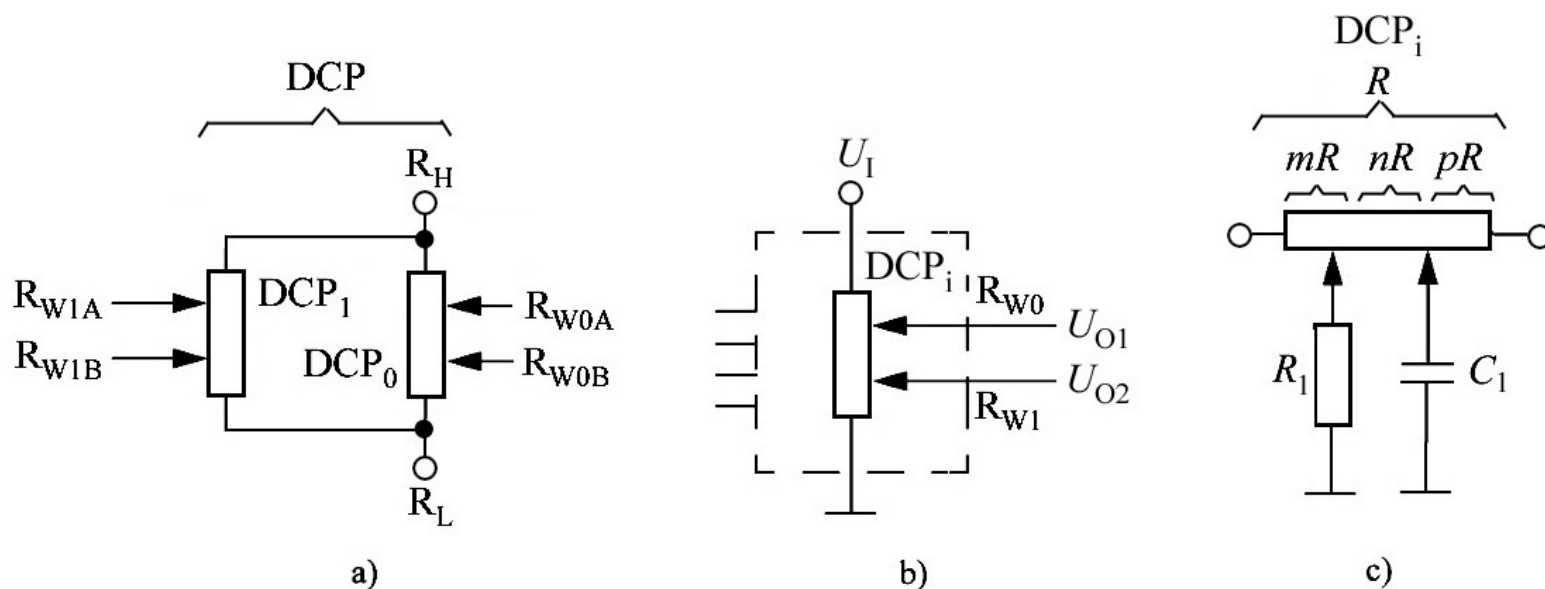 DCP
R_H
R_W1A
DCP_1
R_W0A
R_W1B
DCP_0
R_W0B
R_L
a)
U_I
DCP_i
R_W0
U_O1
U_O2
R_W1
b)
DCP_i
R
mR nR pR
R_1
C_1
c)